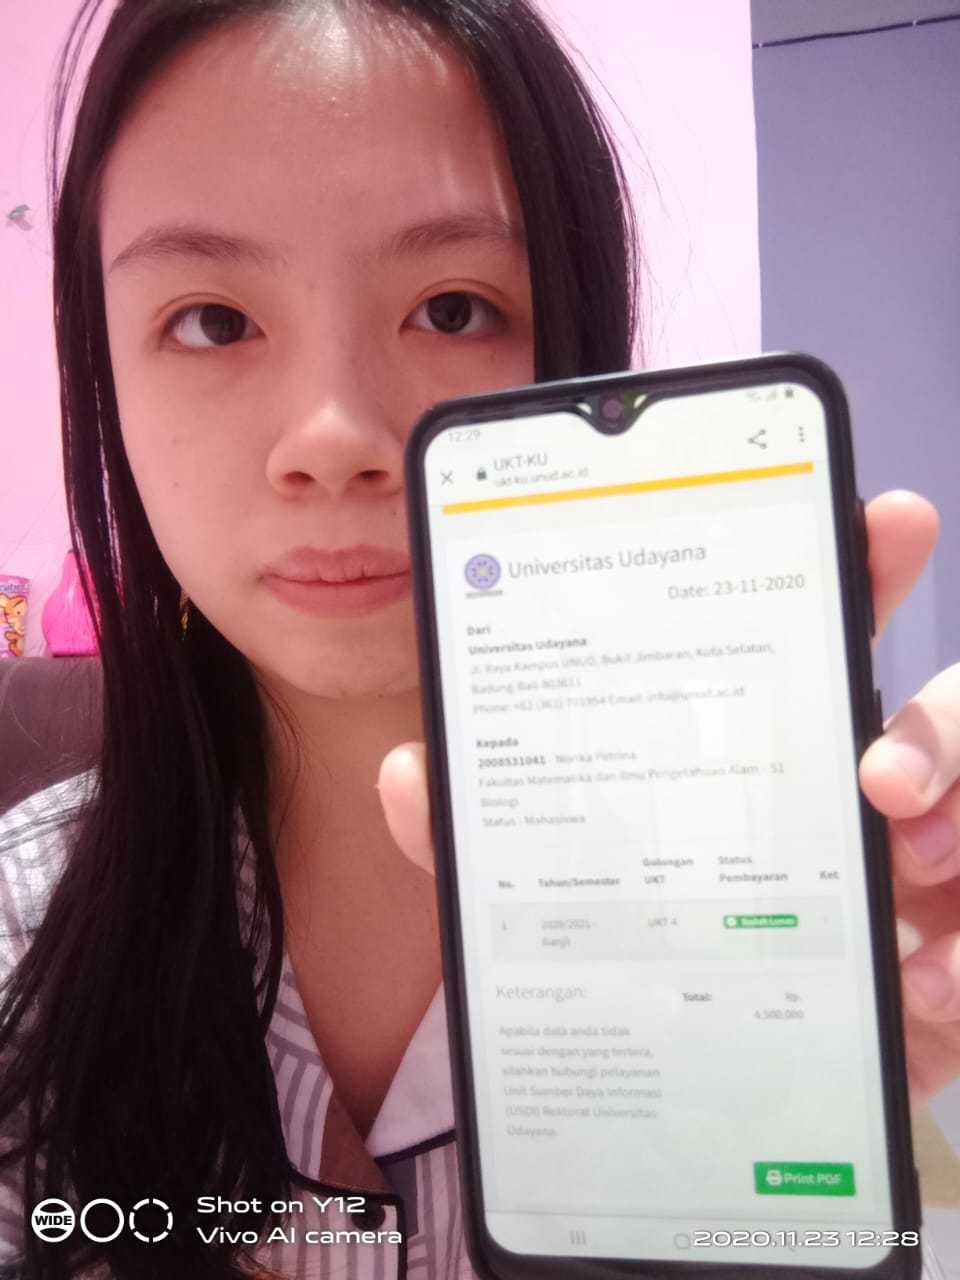 12:29
UKT-KU
ukt-ku.unud.ac.id
Universitas Udayana
Date: 23-11-2020
Dari
Universitas Udayana
Jl. Raya Kampus UNUD, Bukit Jimbaran, Kuta Selatan,
Badung-Bali-803611
Phone: +62 (361) 701954 Email: info@unud.ac.id
Kepada
2008531041 - Novika Petrina
Fakultas Matematika dan Ilmu Pengetahuan Alam - S1
Biologi
Status : Mahasiswa
No. Tahun/Semester Golongan UKT Status Pembayaran Ket
1 2020/2021 - Ganjil UKT 4 Sudah Lunas
Keterangan:
Total: Rp. 4,500,000
Apabila data anda tidak
sesuai dengan yang tertera,
silahkan hubungi pelayanan
Unit Sumber Daya Informasi
(USDI) Rektorat Universitas
Udayana.
Print PDF
WIDE
Shot on Y12
Vivo AI camera
2020.11.23 12:28